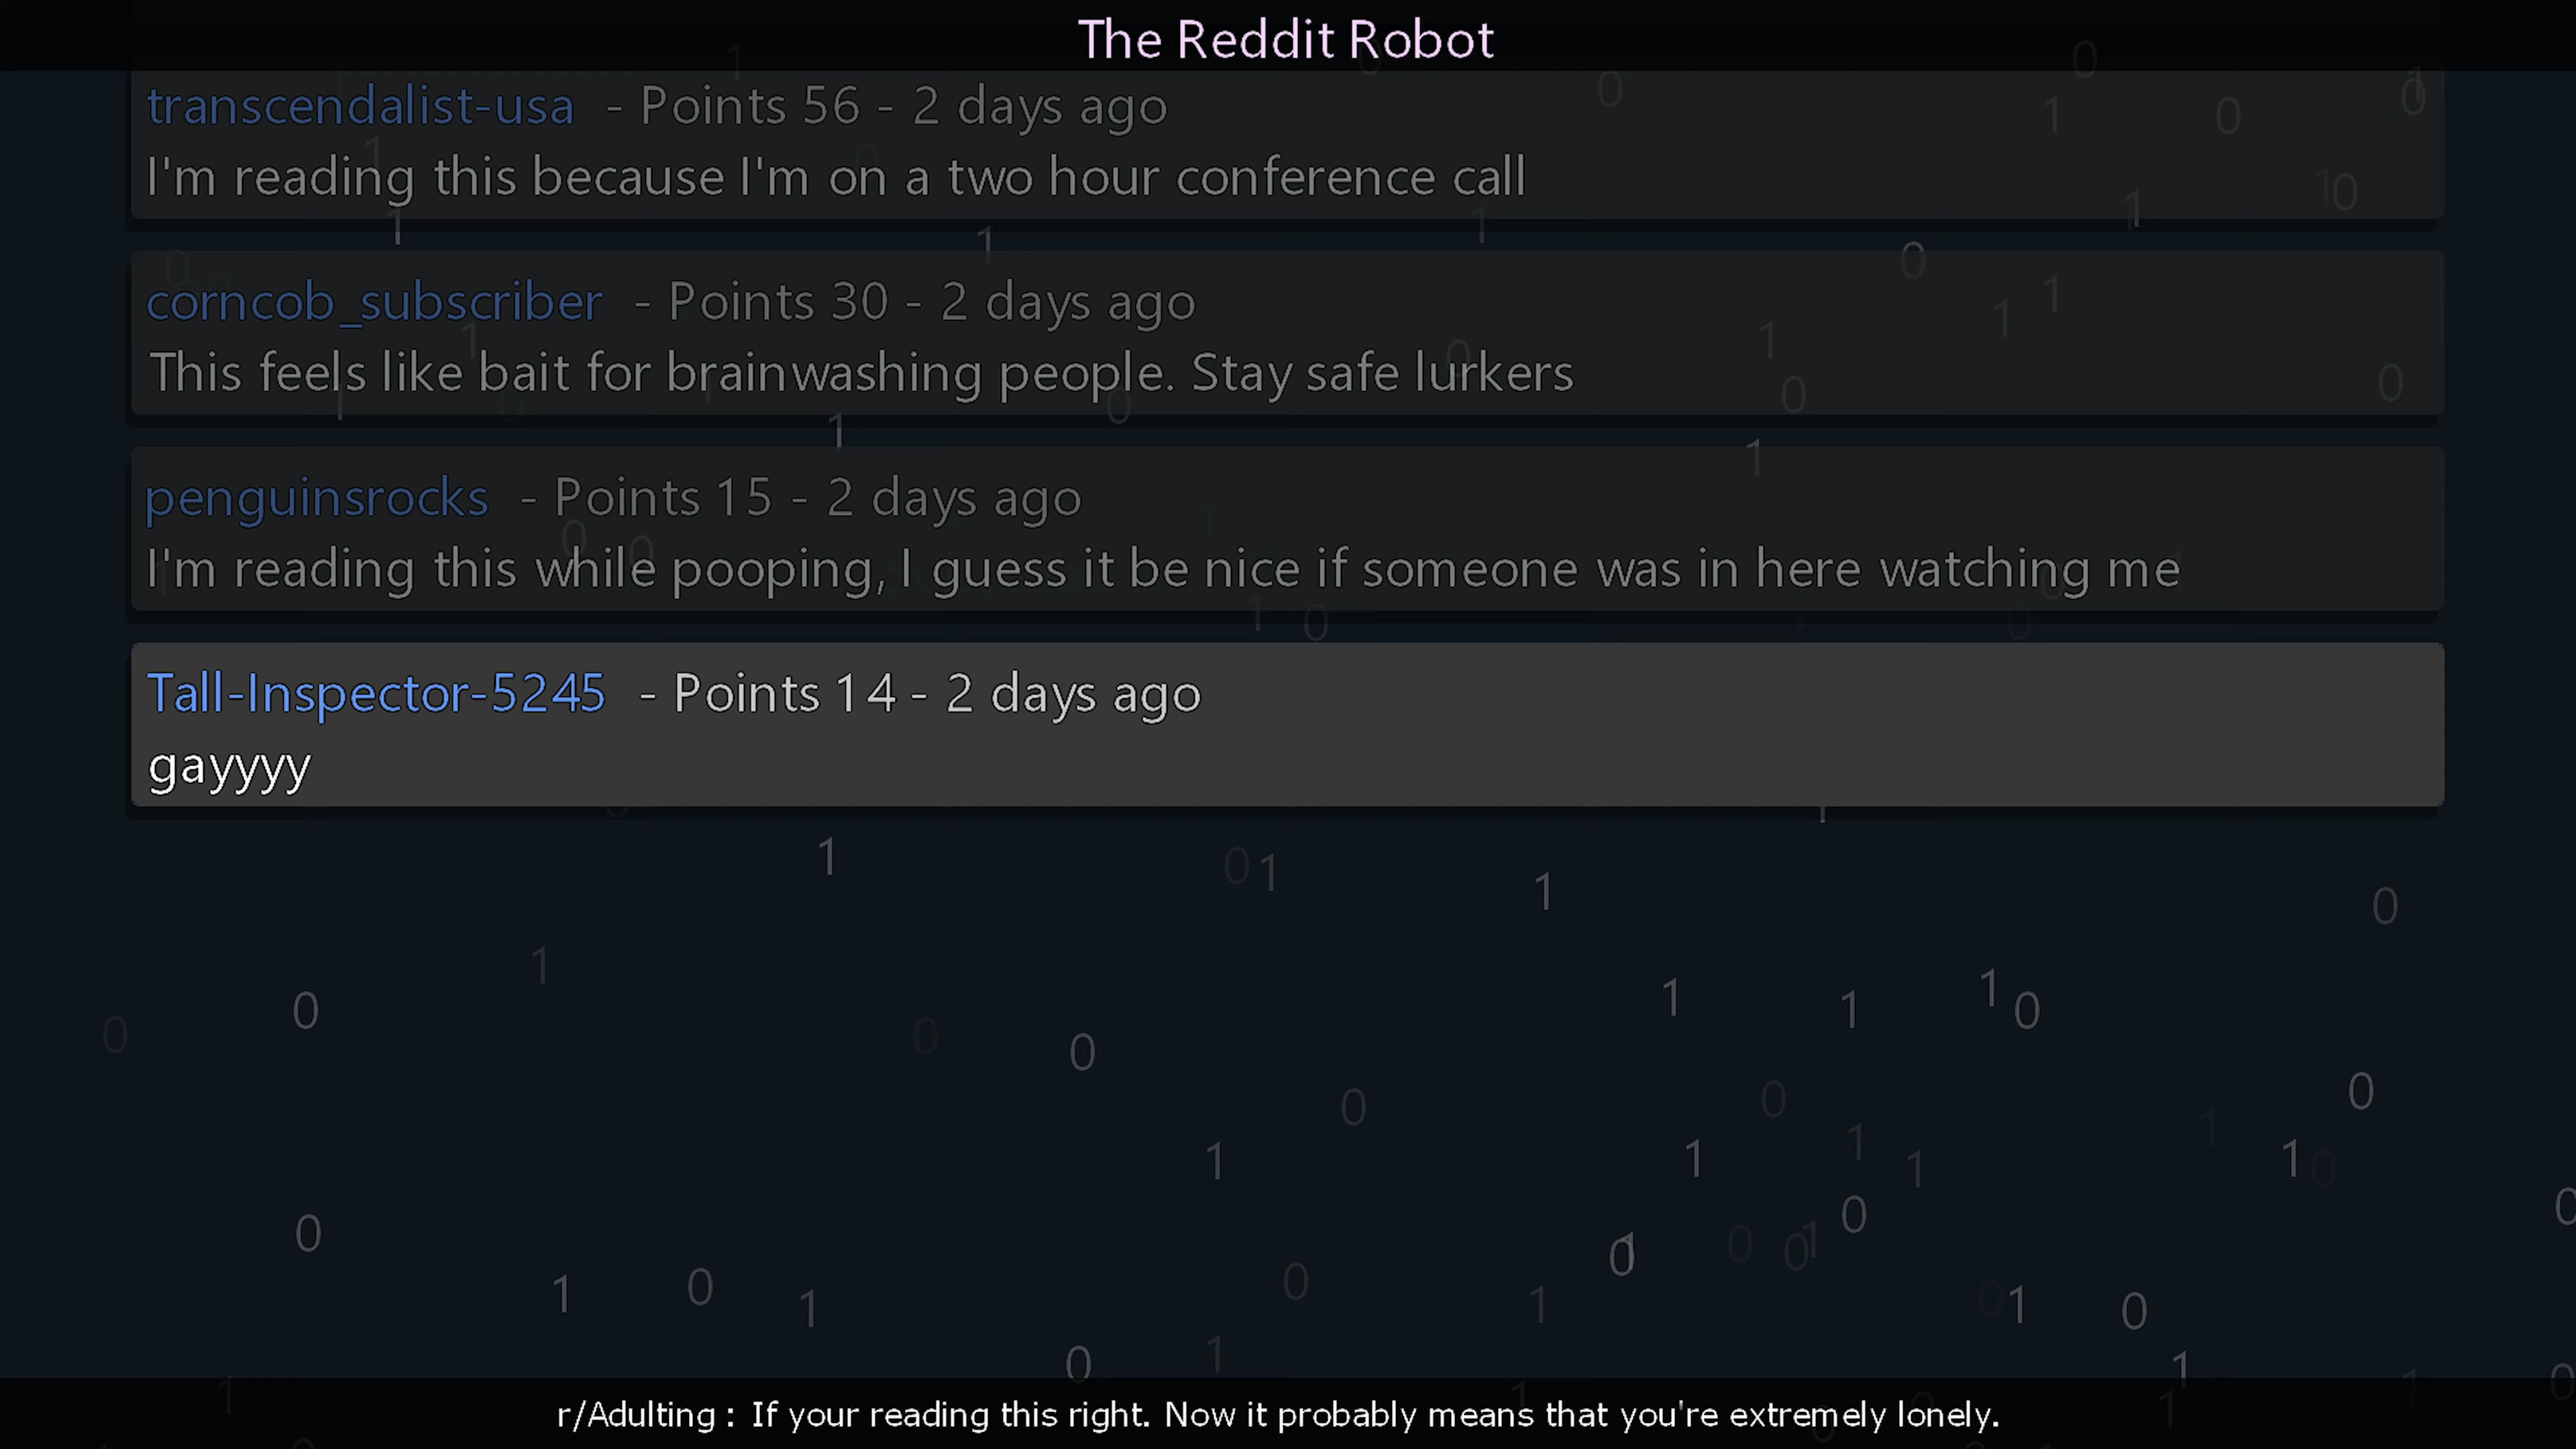 The Reddit Robot
transcendalist-usa - Points 56 - 2 days ago
I'm reading this because I'm on a two hour conference call
corncob_subscriber - Points 30 - 2 days ago
This feels like bait for brainwashing people. Stay safe lurkers
penguinsrocks - Points 15 - 2 days ago
I'm reading this while pooping, I guess it be nice if someone was in here watching me
Tall-Inspector-5245 - Points 14 - 2 days ago
gayyyy
r/Adulting : If your reading this right. Now it probably means that you're extremely lonely.